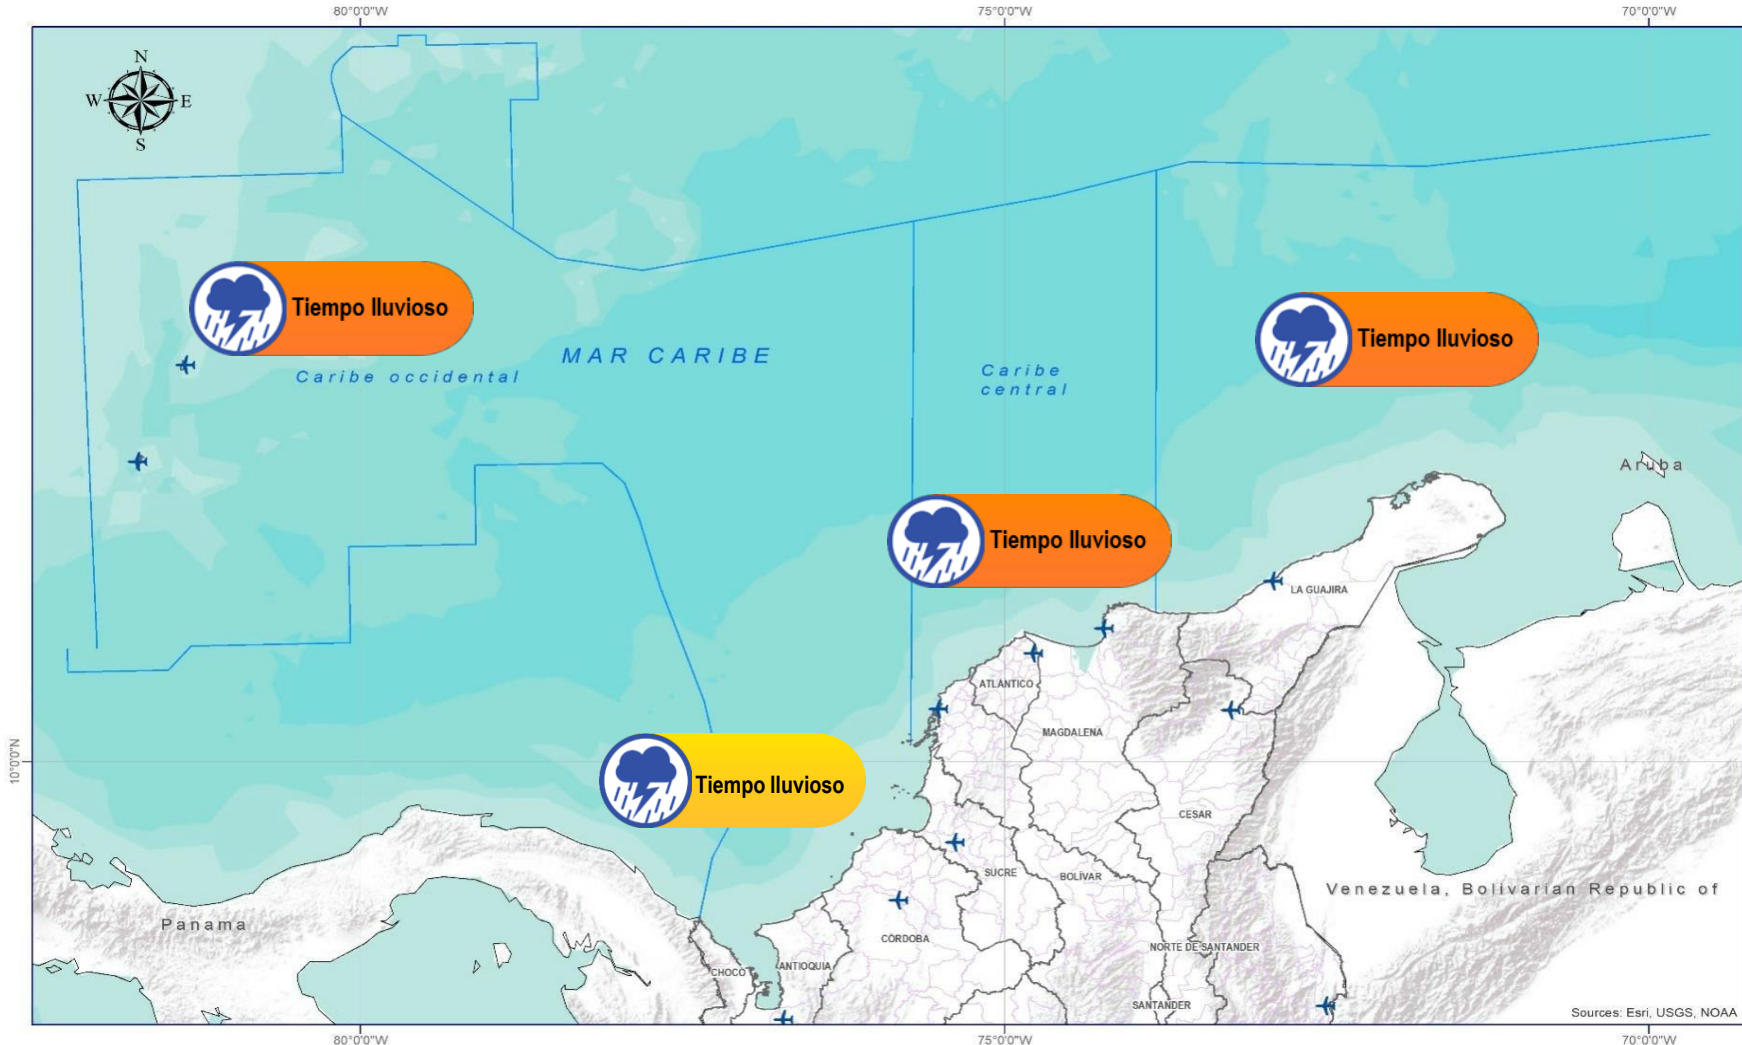 80°0'0"W
75°0'0"W
70°0'0"W
N
W
E
S
Tiempo lluvioso
Tiempo lluvioso
MAR CARIBE
Caribe occidental
Caribe
central
Aruba
Tiempo lluvioso
LA GUAJIRA
ATLÁNTICO
MAGDALENA
10°0'0"N
Tiempo lluvioso
CESAR
SUCRE
BOLÍVAR
Venezuela, Bolivarian Republic of
Panama
CÓRDOBA
NORTE DE SANTANDER
CHOCÓ
ANTIOQUIA
SANTANDER
Sources: Esri, USGS, NOAA
80°0'0"W
75°0'0"W
70°0'0"W